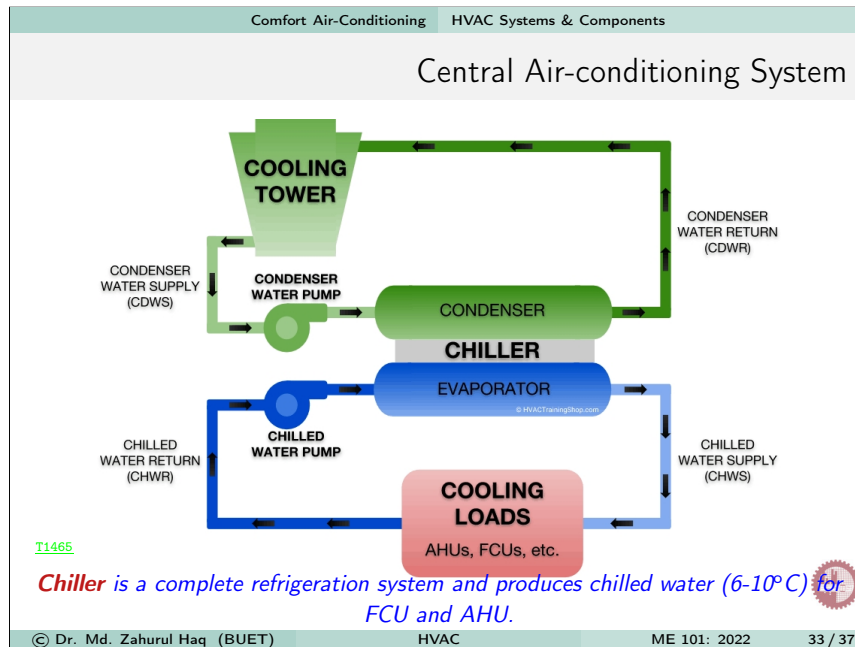 Comfort Air-Conditioning HVAC Systems & Components
Central Air-conditioning System
COOLING
TOWER
CONDENSER
WATER RETURN
(CDWR)
CONDENSER
WATER SUPPLY
(CDWS)
CONDENSER
WATER PUMP
CONDENSER
CHILLER
EVAPORATOR
© HVACTrainingShop.com
CHILLED
WATER RETURN
(CHWR)
CHILLED
WATER PUMP
CHILLED
WATER SUPPLY
(CHWS)
COOLING
LOADS
AHUs, FCUs, etc.
T1465
Chiller is a complete refrigeration system and produces chilled water (6-10°C) for
FCU and AHU.
© Dr. Md. Zahurul Haq (BUET) HVAC ME 101: 2022 33 / 37